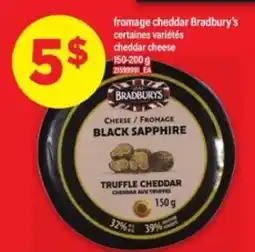 fromage cheddar Bradbury's
certaines variétés
cheddar cheese
150-200 g
5$
BRADBURYS
CHEESE / FROMAGE
BLACK SAPPHIRE
TRUFFLE CHEDDAR
CHEDDAR AUX TRUFFES
150 g
32%
39%